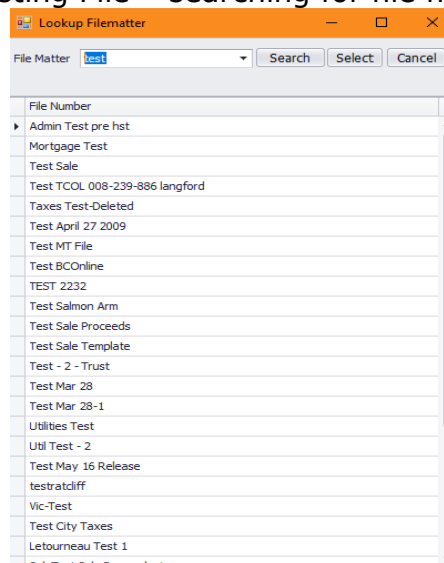 Lookup Filematter
File Matter test Search Select Cancel
File Number
Admin Test pre hst
Mortgage Test
Test Sale
Test TCOL 008-239-886 langford
Taxes Test-Deleted
Test April 27 2009
Test MT File
Test BCOnline
TEST 2232
Test Salmon Arm
Test Sale Proceeds
Test Sale Template
Test - 2 - Trust
Test Mar 28
Test Mar 28-1
Utilities Test
Util Test - 2
Test May 16 Release
testratcliff
Vic-Test
Test City Taxes
Letourneau Test 1